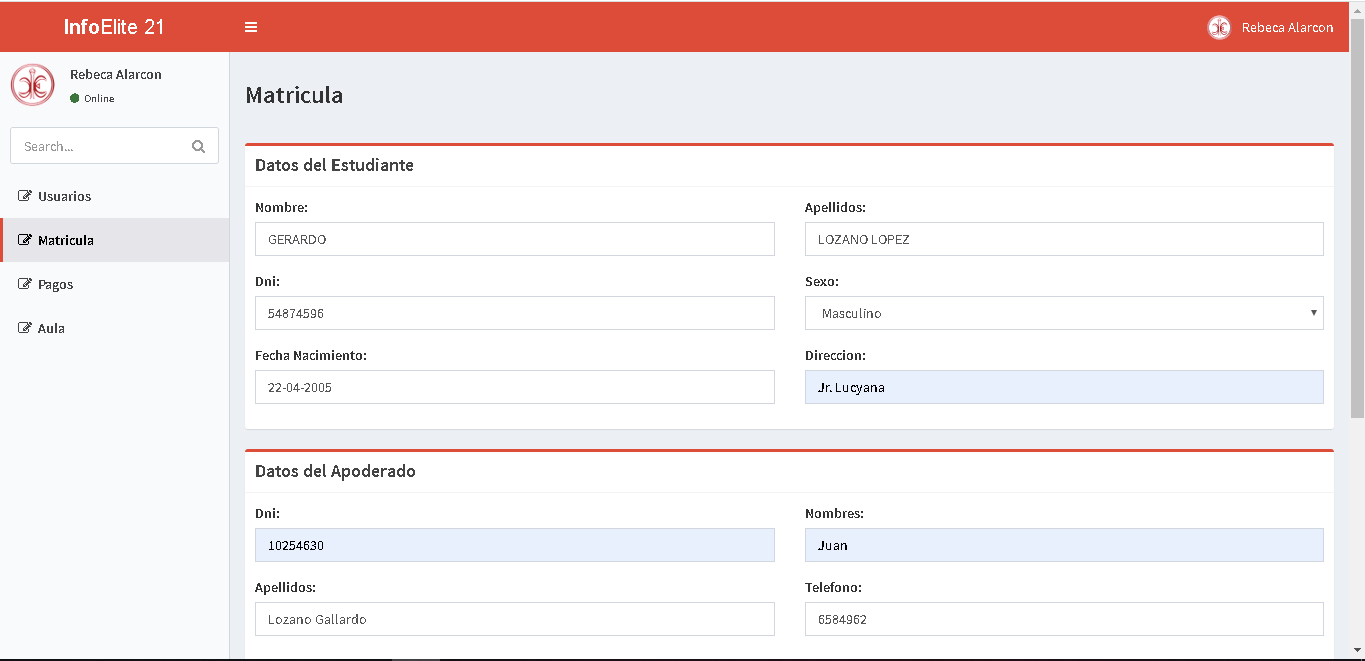 InfoElite 21
Rebeca Alarcon
Rebeca Alarcon
Online
Search...
Usuarios
Matricula
Pagos
Aula
Matricula
Datos del Estudiante
Nombre:
Apellidos:
GERARDO
LOZANO LOPEZ
Dni:
Sexo:
54874596
Masculino
Fecha Nacimiento:
Direccion:
22-04-2005
Jr. Lucyana
Datos del Apoderado
Dni:
Nombres:
10254630
Juan
Apellidos:
Telefono:
Lozano Gallardo
6584962